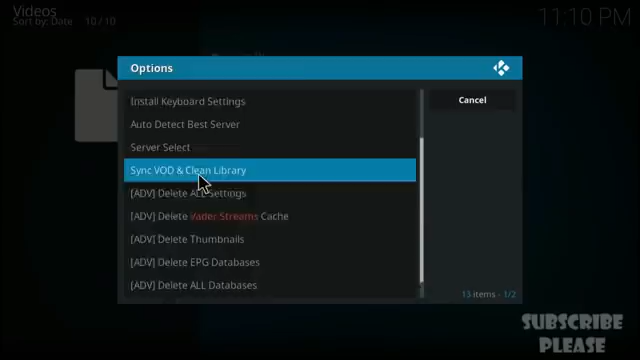 Videos
Sort by: Date 10 / 10
11:10 PM
Options
Install Keyboard Settings
Cancel
Auto Detect Best Server
Server Select
Sync VOD & Clean Library
[ADV] Delete ALL Settings
[ADV] Delete Vader Streams Cache
[ADV] Delete Thumbnails
[ADV] Delete EPG Databases
[ADV] Delete ALL Databases
13 items - 1/2
SUBSCRIBE
PLEASE